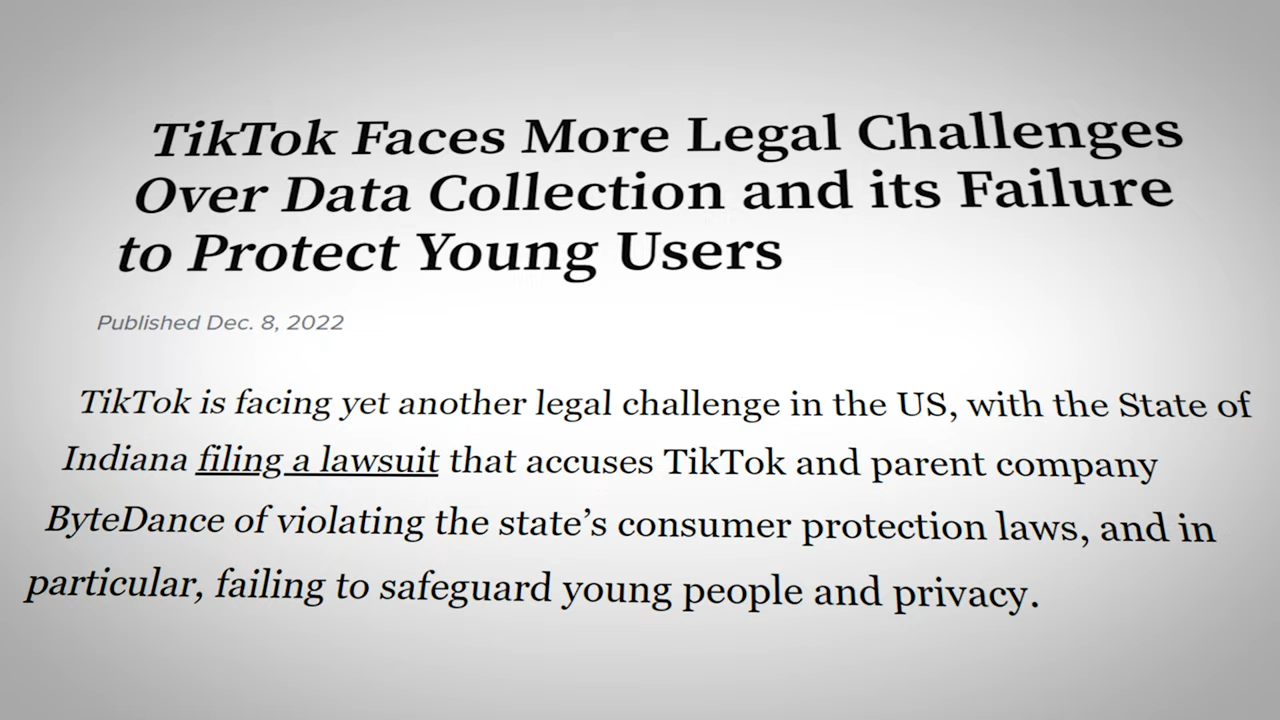 TikTok Faces More Legal Challenges
Over Data Collection and its Failure
to Protect Young Users
Published Dec. 8, 2022
TikTok is facing yet another legal challenge in the US, with the State of
Indiana filing a lawsuit that accuses TikTok and parent company
ByteDance of violating the state’s consumer protection laws, and in
particular, failing to safeguard young people and privacy.